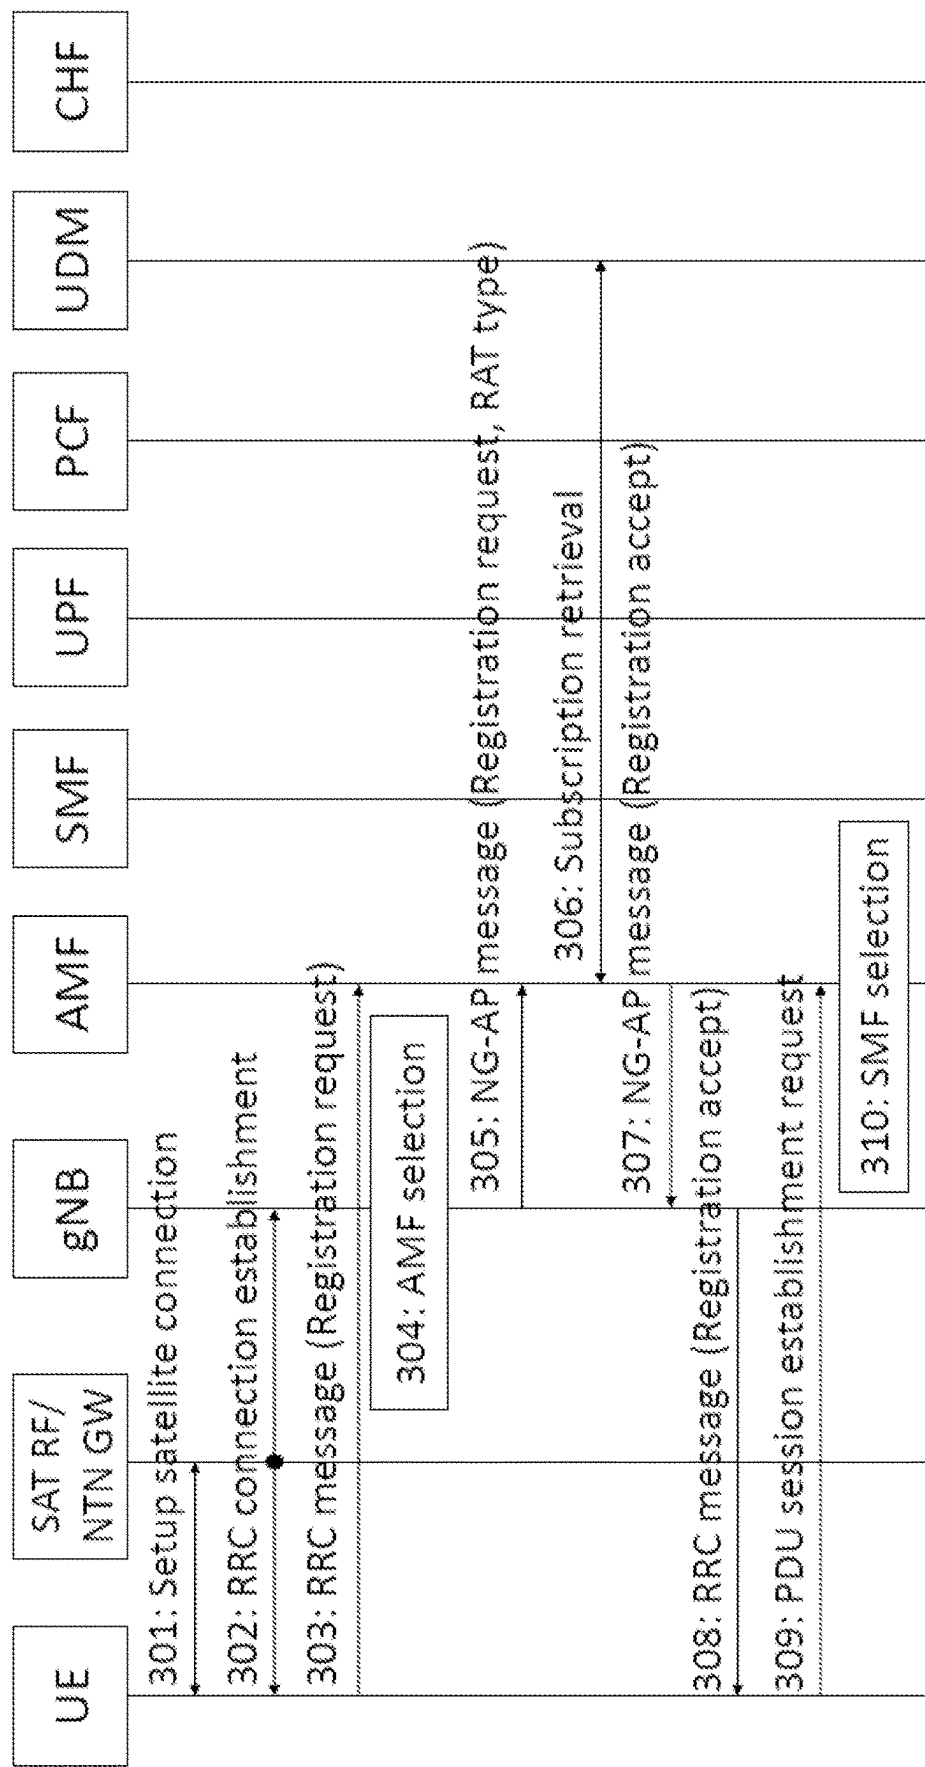 UE
SAT RF/
NTN GW
gNB
AMF
SMF
UPF
PCF
UDM
CHF
301: Setup satellite connection
302: RRC connection establishment
303: RRC message (Registration request)
304: AMF selection
305: NG-AP message (Registration request, RAT type)
306: Subscription retrieval
307: NG-AP message (Registration accept)
308: RRC message (Registration accept)
309: PDU session establishment request
310: SMF selection